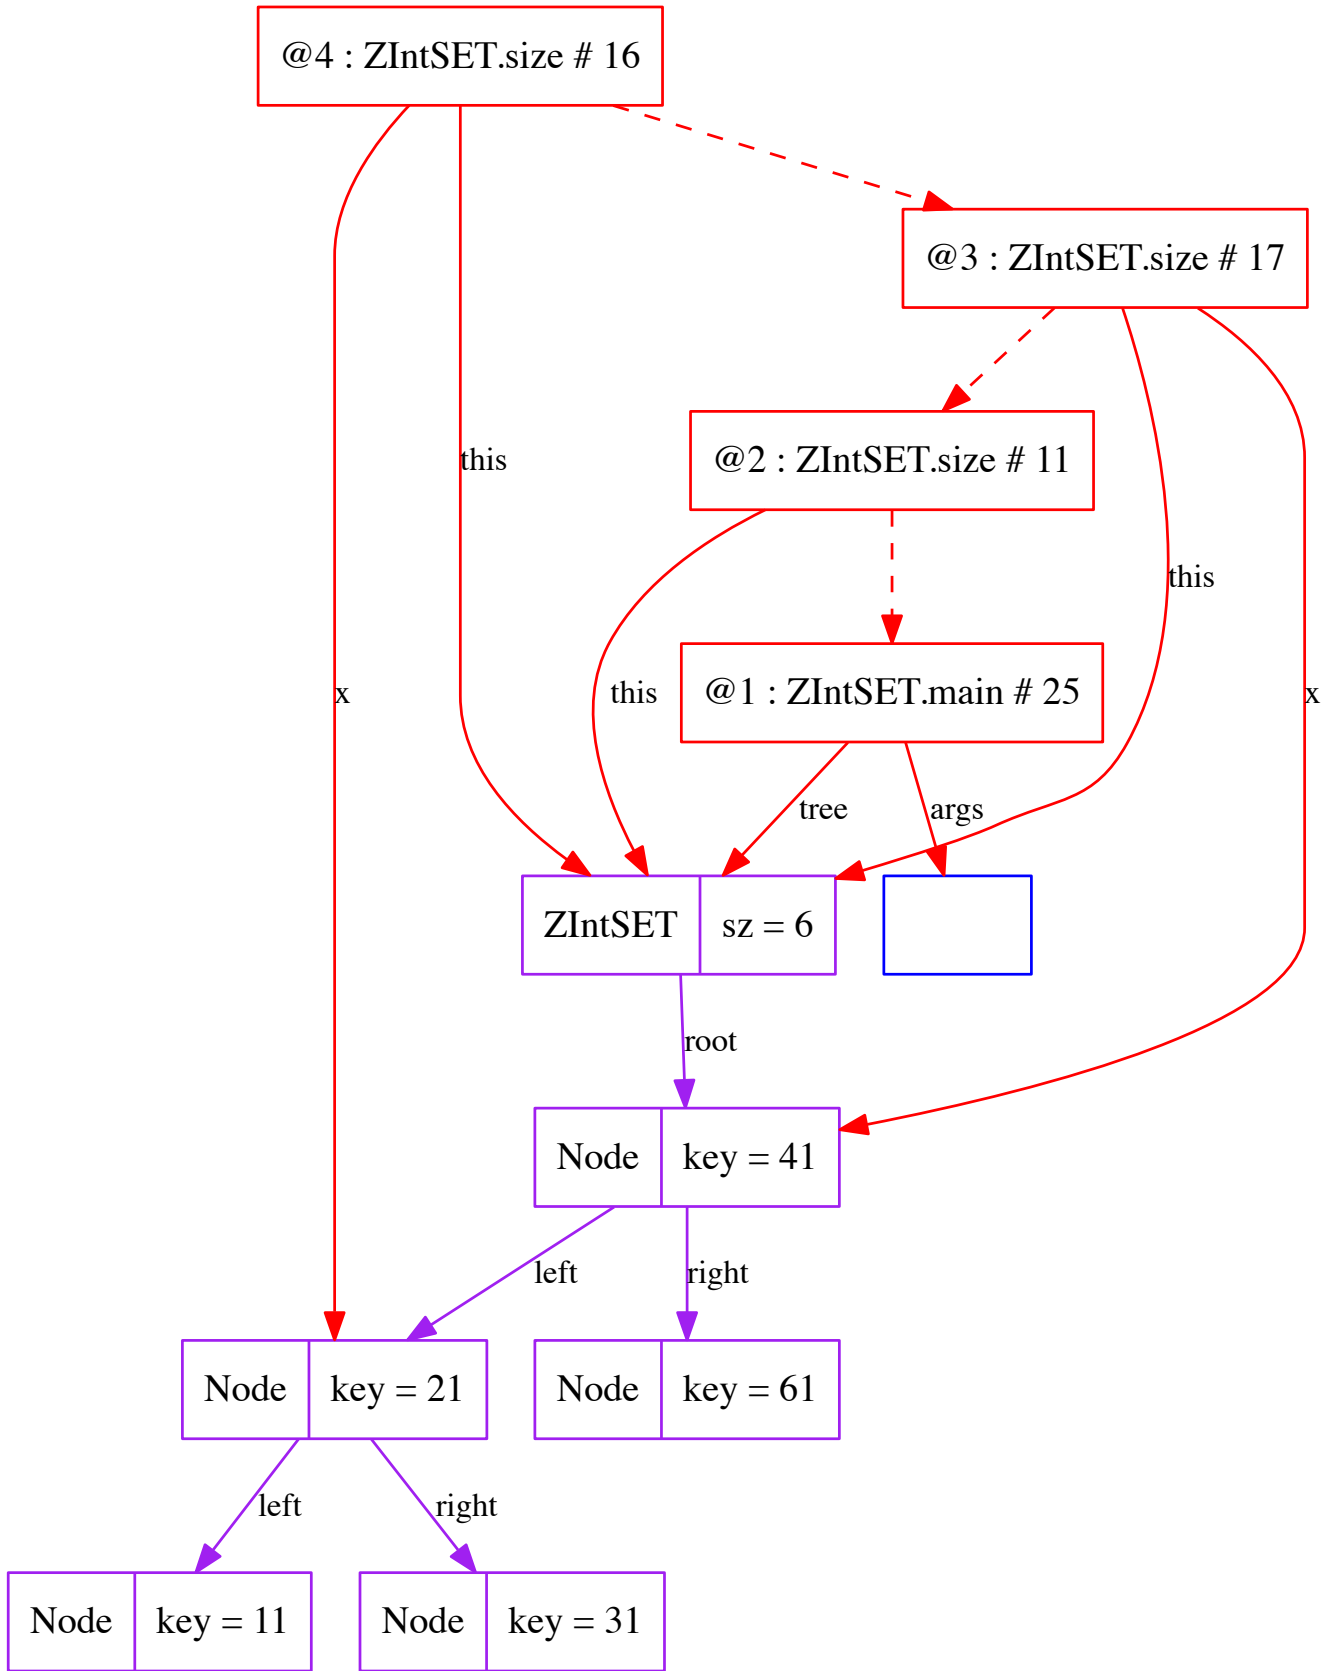 @4 : ZIntSET.size # 16
@3 : ZIntSET.size # 17
@2 : ZIntSET.size # 11
this
this
x
this
@1 : ZIntSET.main # 25
x
tree
args
ZIntSET
sz = 6
root
Node
key = 41
left
right
Node
key = 21
Node
key = 61
left
right
Node
key = 11
Node
key = 31